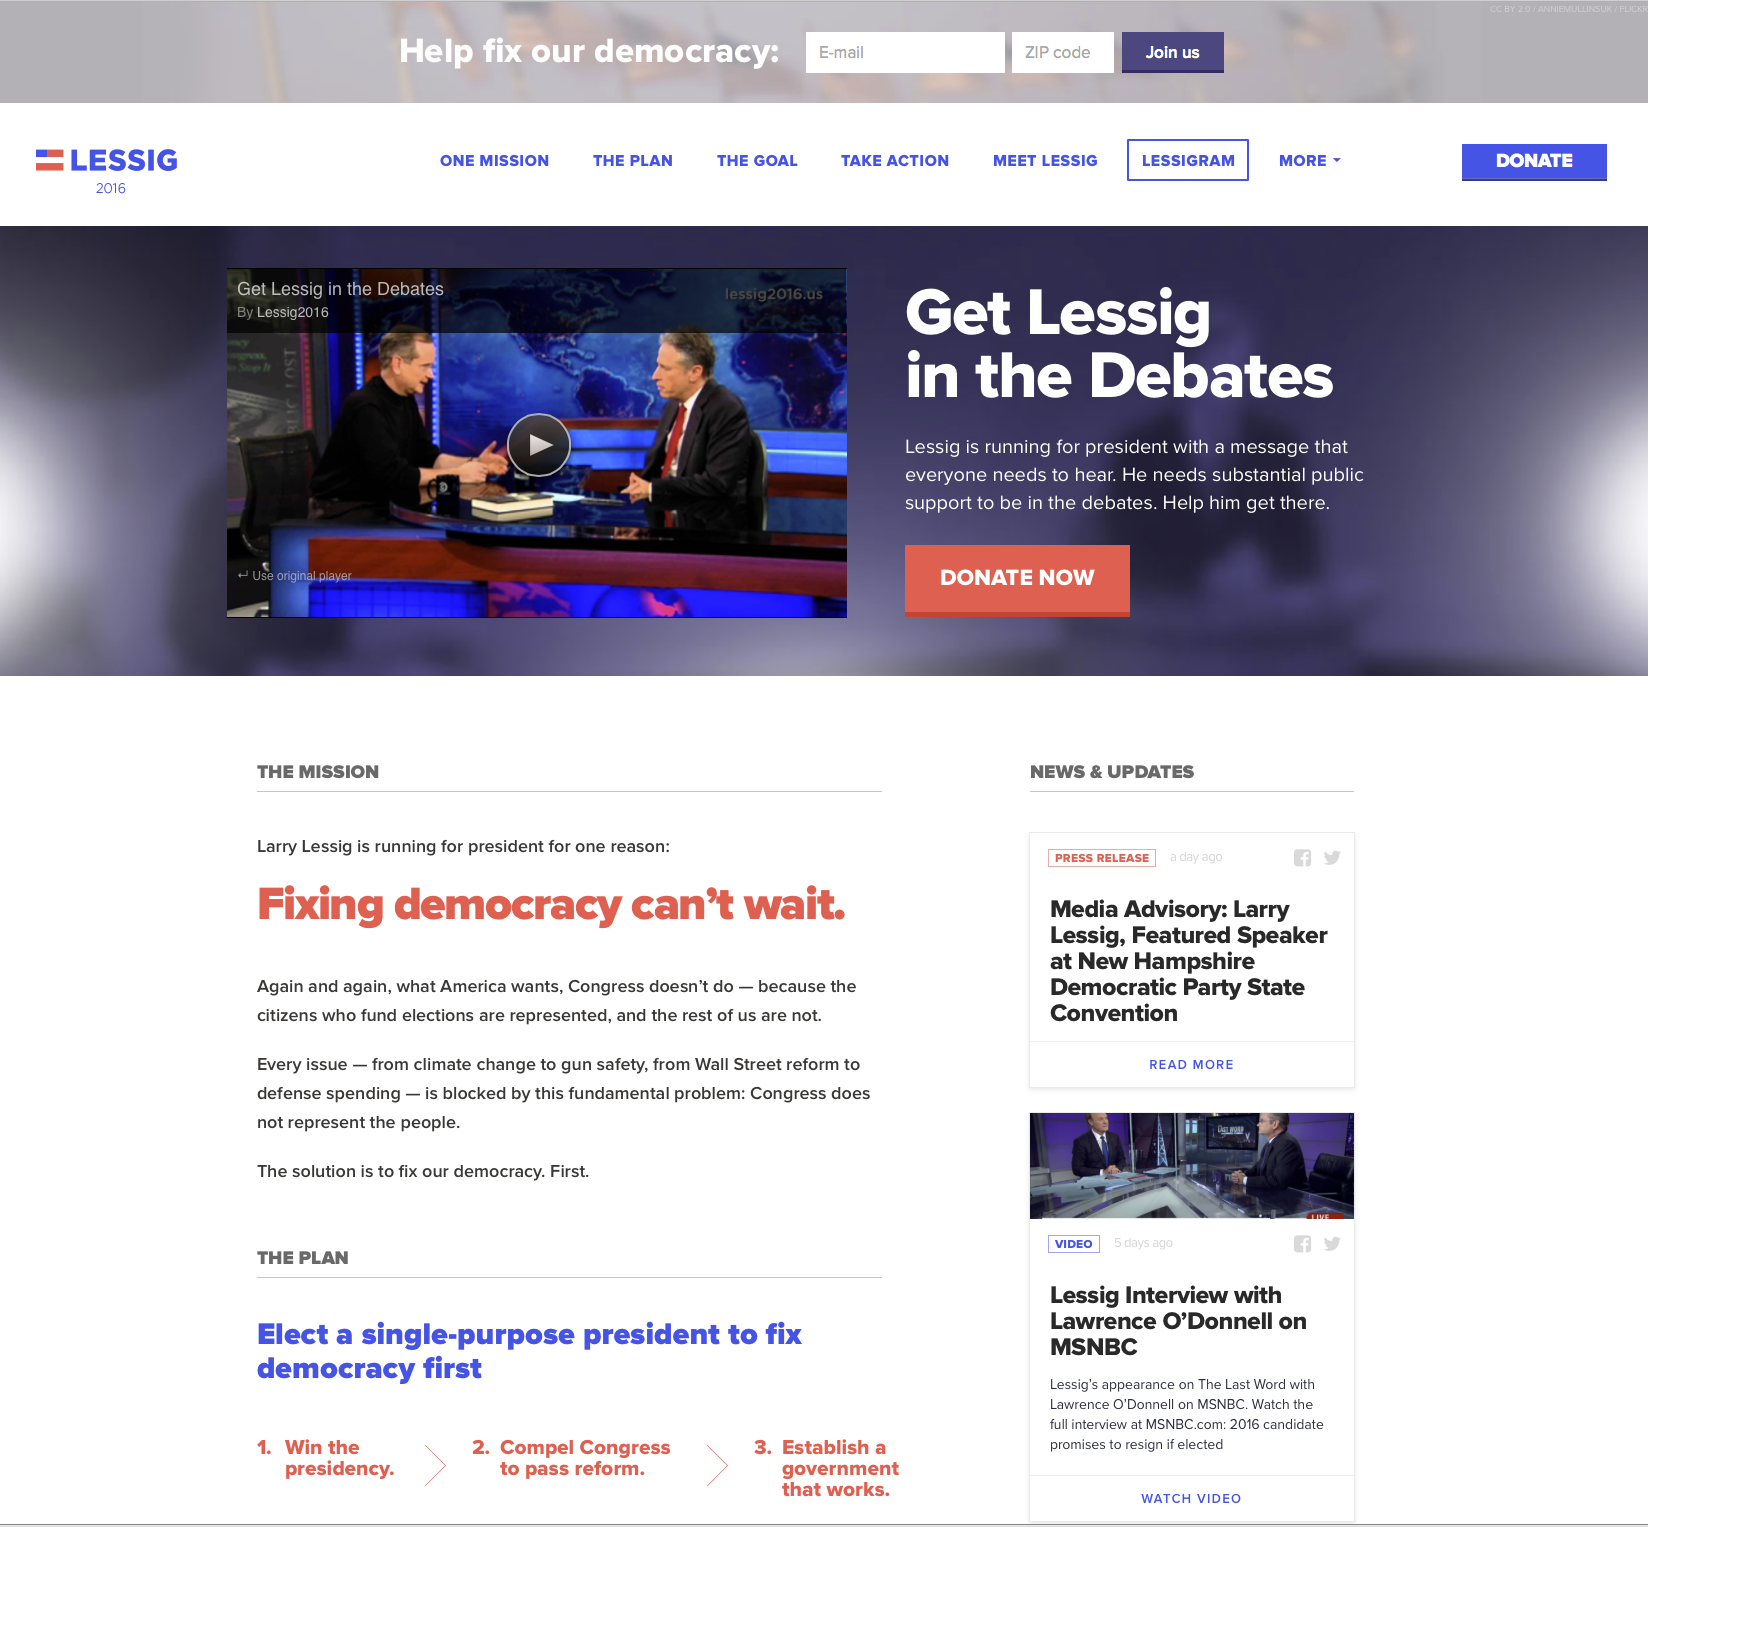 CC BY 2.0 / ANNIEMULLINSUK / FLICKR
Help fix our democracy:
E-mail
ZIP code
Join us
LESSIG
2016
ONE MISSION
THE PLAN
THE GOAL
TAKE ACTION
MEET LESSIG
LESSIGRAM
MORE
DONATE
Get Lessig in the Debates
By Lessig2016
lessig2016.us
Use original player
Get Lessig
in the Debates
Lessig is running for president with a message that
everyone needs to hear. He needs substantial public
support to be in the debates. Help him get there.
DONATE NOW
THE MISSION
Larry Lessig is running for president for one reason:
Fixing democracy can’t wait.
Again and again, what America wants, Congress doesn’t do — because the
citizens who fund elections are represented, and the rest of us are not.
Every issue — from climate change to gun safety, from Wall Street reform to
defense spending — is blocked by this fundamental problem: Congress does
not represent the people.
The solution is to fix our democracy. First.
THE PLAN
Elect a single-purpose president to fix
democracy first
1. Win the
presidency.
2. Compel Congress
to pass reform.
3. Establish a
government
that works.
NEWS & UPDATES
PRESS RELEASE
a day ago
Media Advisory: Larry
Lessig, Featured Speaker
at New Hampshire
Democratic Party State
Convention
READ MORE
LIVE
VIDEO
5 days ago
Lessig Interview with
Lawrence O’Donnell on
MSNBC
Lessig’s appearance on The Last Word with
Lawrence O’Donnell on MSNBC. Watch the
full interview at MSNBC.com: 2016 candidate
promises to resign if elected
WATCH VIDEO